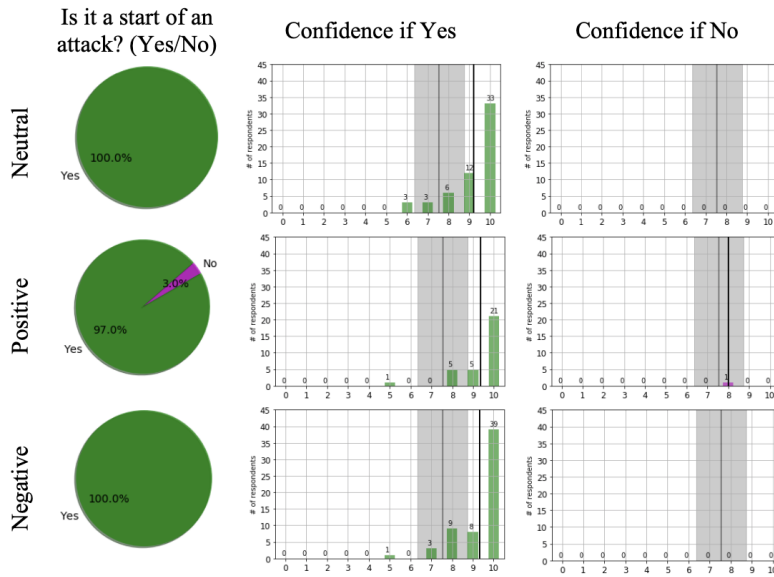 Is it a start of an
attack? (Yes/No)
Confidence if Yes
Confidence if No
Neutral
100.0%
Yes
# of respondents
45
40
35
30
25
20
15
10
5
0
0 0 0 0 0 0 3 3 6 12 33
0 1 2 3 4 5 6 7 8 9 10
# of respondents
45
40
35
30
25
20
15
10
5
0
0 0 0 0 0 0 0 0 0 0 0
0 1 2 3 4 5 6 7 8 9 10
Positive
No
3.0%
97.0%
Yes
# of respondents
45
40
35
30
25
20
15
10
5
0
0 0 0 0 0 1 0 0 5 5 21
0 1 2 3 4 5 6 7 8 9 10
# of respondents
45
40
35
30
25
20
15
10
5
0
0 0 0 0 0 0 0 0 1 0 0
0 1 2 3 4 5 6 7 8 9 10
Negative
100.0%
Yes
# of respondents
45
40
35
30
25
20
15
10
5
0
0 0 0 0 0 1 0 3 9 8 39
0 1 2 3 4 5 6 7 8 9 10
# of respondents
45
40
35
30
25
20
15
10
5
0
0 0 0 0 0 0 0 0 0 0 0
0 1 2 3 4 5 6 7 8 9 10